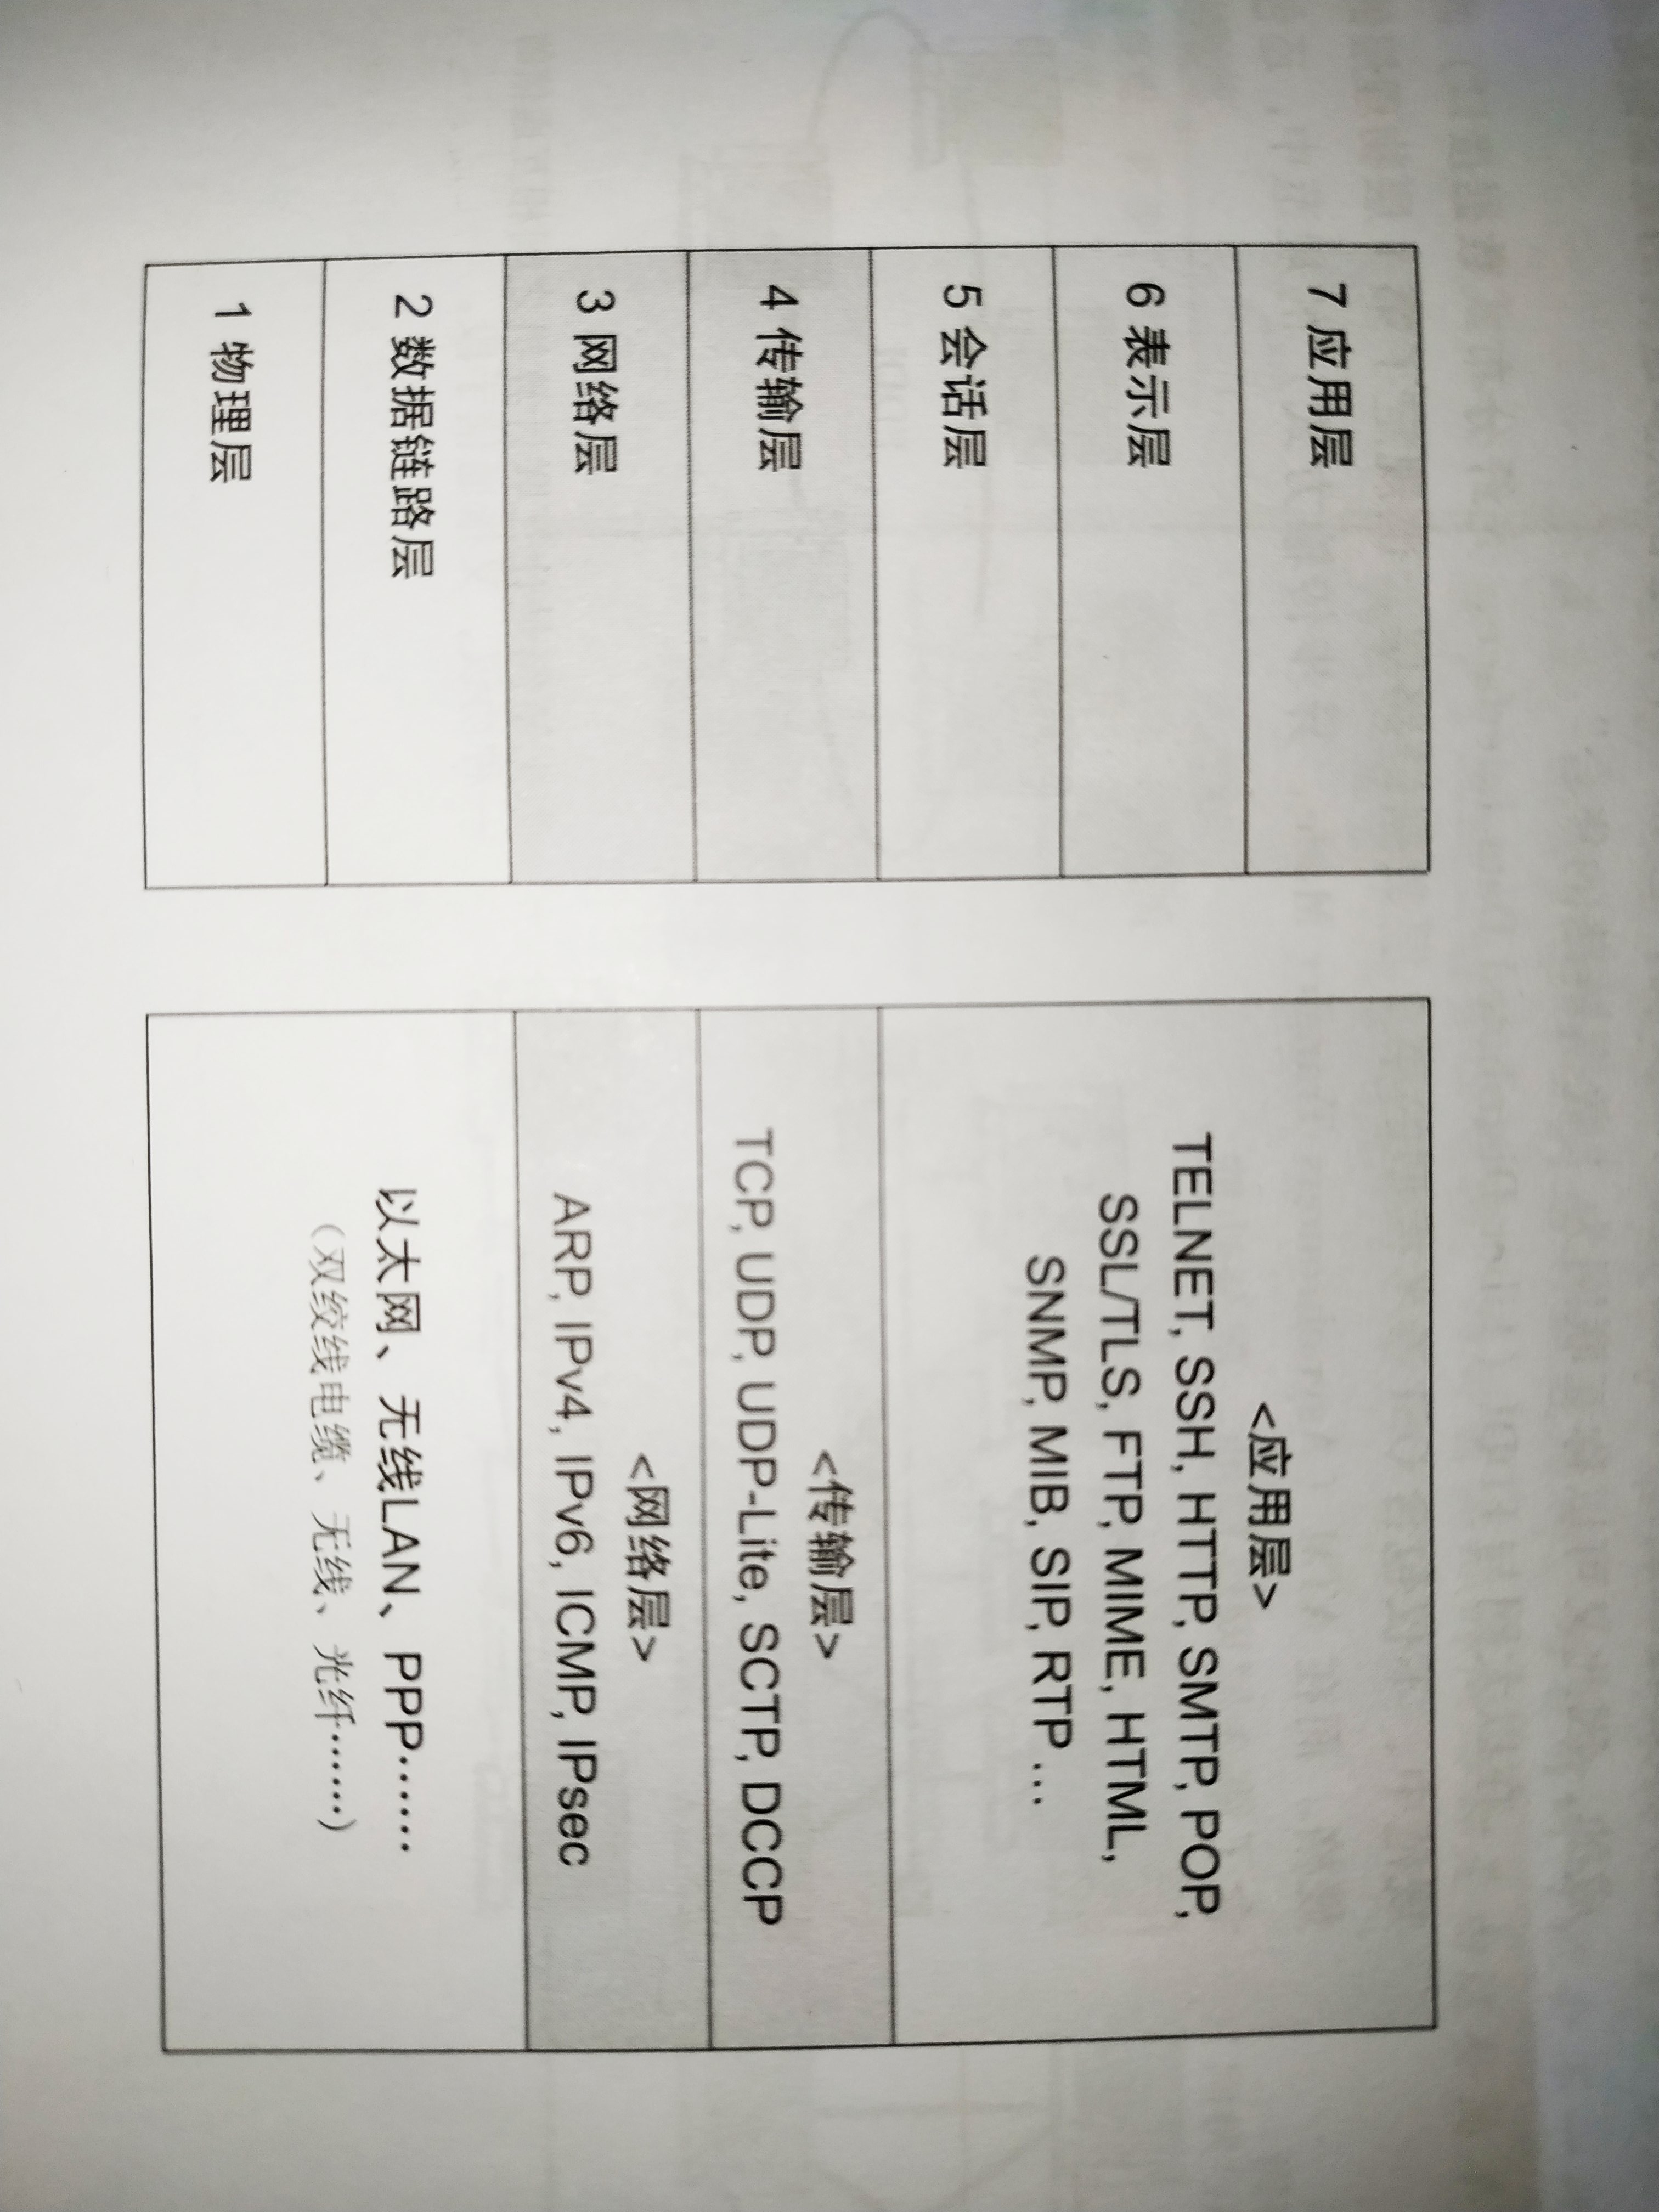 7 应用层
6 表示层
5 会话层
4 传输层
3 网络层
2 数据链路层
1 物理层
<应用层>
TELNET, SSH, HTTP, SMTP, POP,
SSL/TLS, FTP, MIME, HTML,
SNMP, MIB, SIP, RTP ...
<传输层>
TCP, UDP, UDP-Lite, SCTP, DCCP
<网络层>
ARP, IPv4, IPv6, ICMP, IPsec
以太网、无线LAN、PPP……
（双绞线电缆、无线、光纤……）